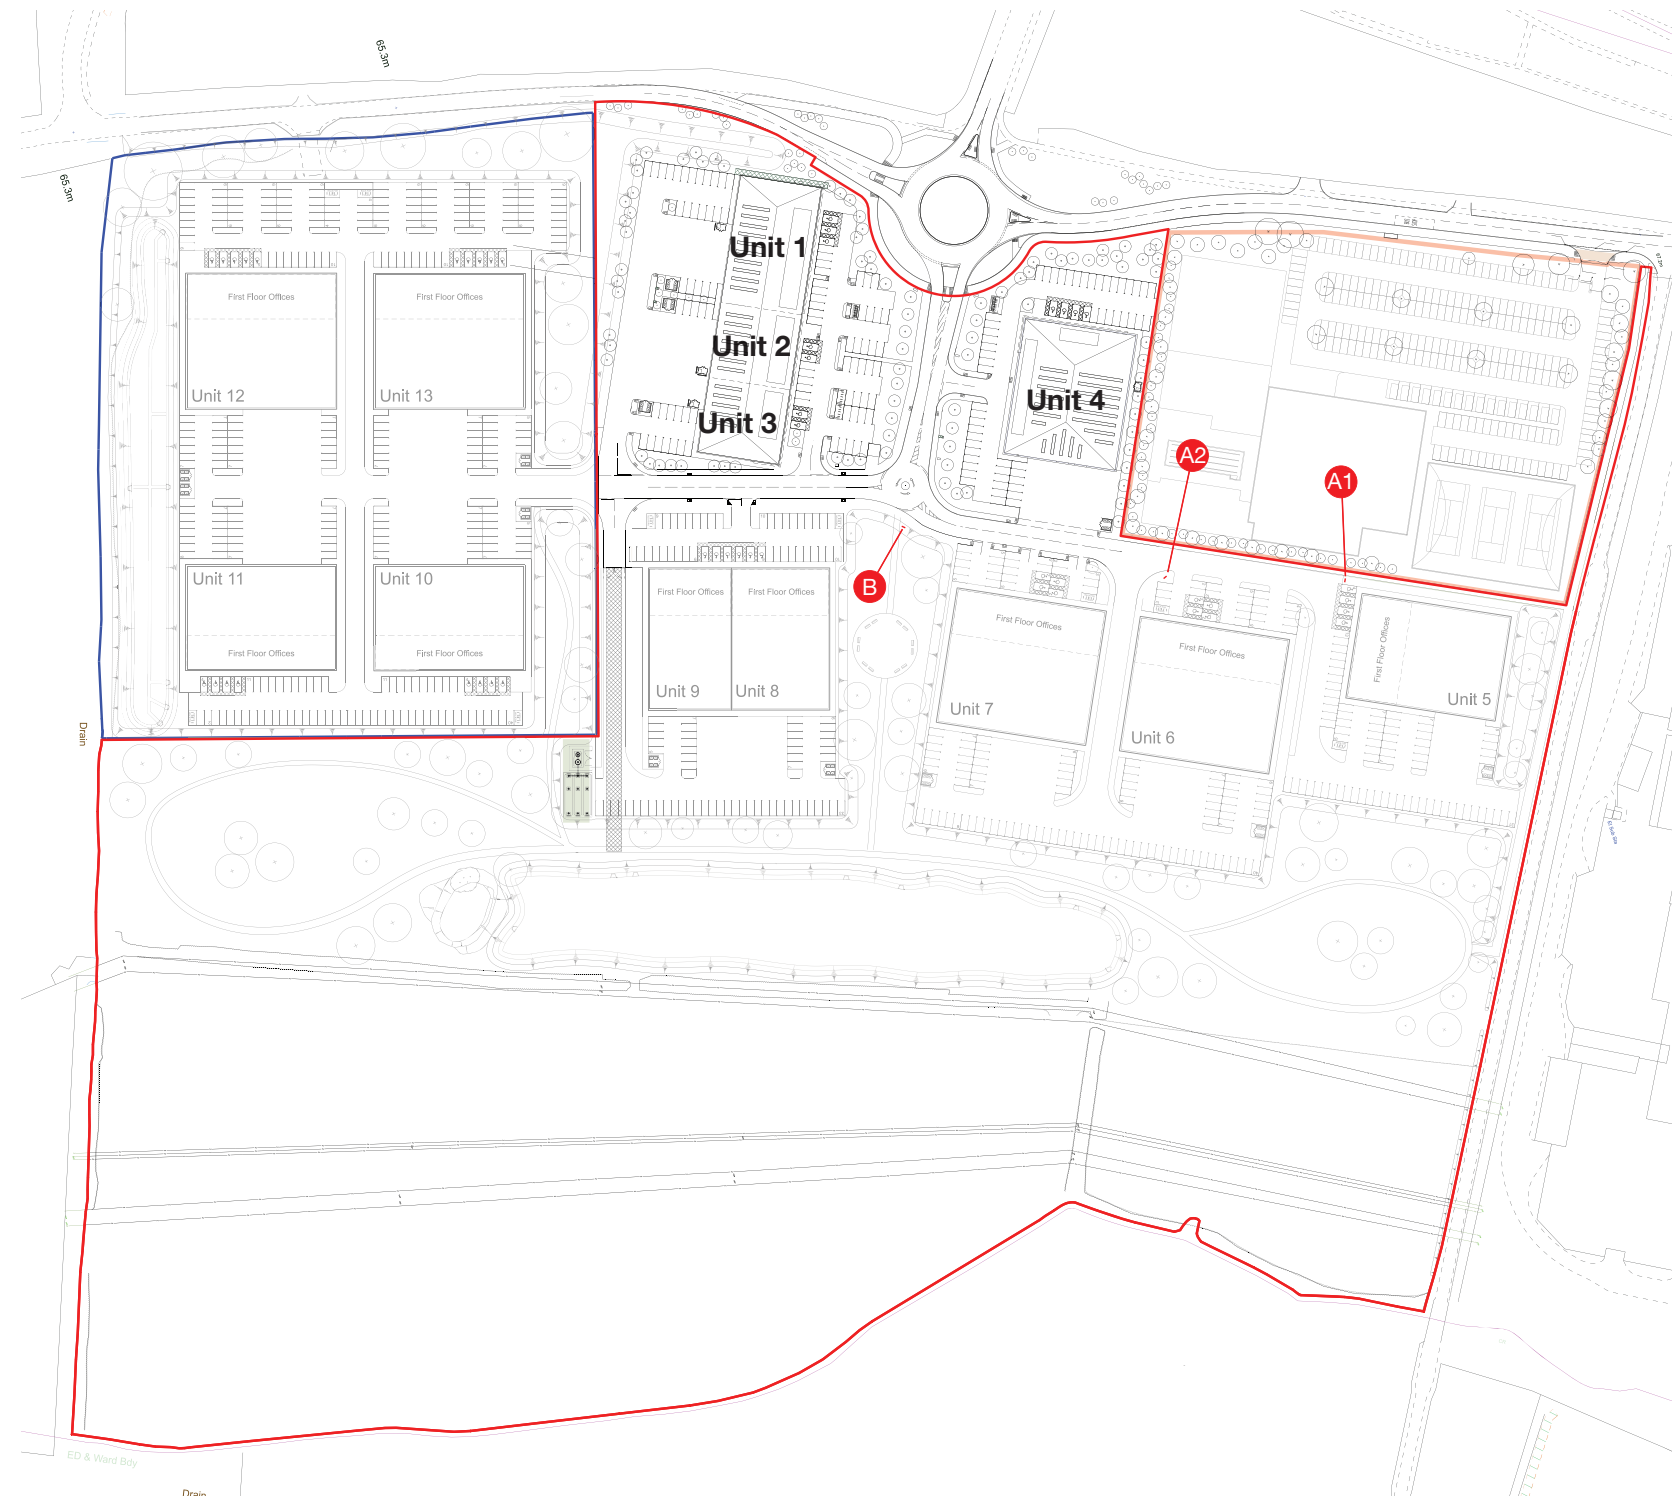 65.3m
65.3m
Unit 1
Unit 2
Unit 3
Unit 4
First Floor Offices
First Floor Offices
Unit 12
Unit 13
A2
A1
B
Unit 11
Unit 10
First Floor Offices
First Floor Offices
First Floor Offices
First Floor Offices
Unit 9
Unit 8
First Floor Offices
Unit 7
First Floor Offices
Unit 6
First Floor Offices
Unit 5
Drain
ED & Ward Bdy
Drain